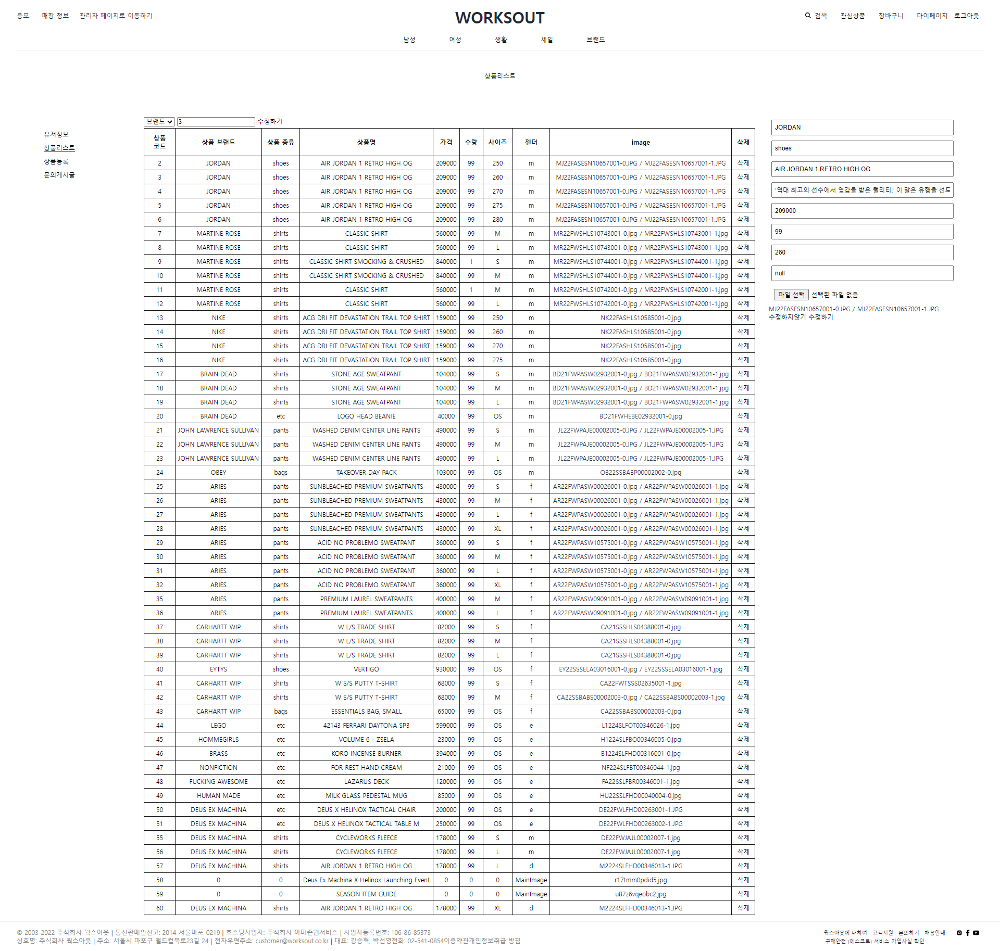 응모 매장 정보 관리자 페이지로 이동하기 WORKSOUT 검색 관심상품 장바구니 마이페이지 로그아웃
남성 여성 생활 세일 브랜드
상품리스트
유저정보
상품리스트
상품등록
문의게시글
브랜드 3 수정하기
상품 코드 상품 브랜드 상품 종류 상품명 가격 수량 사이즈 젠더 image 삭제
2 JORDAN shoes AIR JORDAN 1 RETRO HIGH OG 209000 99 250 m MJ22FASESN10657001-0.JPG / MJ22FASESN10657001-1.JPG 삭제
3 JORDAN shoes AIR JORDAN 1 RETRO HIGH OG 209000 99 260 m MJ22FASESN10657001-0.JPG / MJ22FASESN10657001-1.JPG 삭제
4 JORDAN shoes AIR JORDAN 1 RETRO HIGH OG 209000 99 270 m MJ22FASESN10657001-0.JPG / MJ22FASESN10657001-1.JPG 삭제
5 JORDAN shoes AIR JORDAN 1 RETRO HIGH OG 209000 99 275 m MJ22FASESN10657001-0.JPG / MJ22FASESN10657001-1.JPG 삭제
6 JORDAN shoes AIR JORDAN 1 RETRO HIGH OG 209000 99 280 m MJ22FASESN10657001-0.JPG / MJ22FASESN10657001-1.JPG 삭제
7 MARTINE ROSE shirts CLASSIC SHIRT 560000 99 M m MR22FWSHLS10743001-0.jpg / MR22FWSHLS10743001-1.jpg 삭제
8 MARTINE ROSE shirts CLASSIC SHIRT 560000 99 L m MR22FWSHLS10743001-0.jpg / MR22FWSHLS10743001-1.jpg 삭제
9 MARTINE ROSE shirts CLASSIC SHIRT SMOCKING & CRUSHED 840000 1 S m MR22FWSHLS10744001-0.jpg / MR22FWSHLS10744001-1.jpg 삭제
10 MARTINE ROSE shirts CLASSIC SHIRT SMOCKING & CRUSHED 840000 99 M m MR22FWSHLS10744001-0.jpg / MR22FWSHLS10744001-1.jpg 삭제
11 MARTINE ROSE shirts CLASSIC SHIRT 560000 1 M m MR22FWSHLS10742001-0.jpg / MR22FWSHLS10742001-1.jpg 삭제
12 MARTINE ROSE shirts CLASSIC SHIRT 560000 99 L m MR22FWSHLS10742001-0.jpg / MR22FWSHLS10742001-1.jpg 삭제
13 NIKE shirts ACG DRI FIT DEVASTATION TRAIL TOP SHIRT 159000 99 250 m NK22FASHLS10585001-0.jpg 삭제
14 NIKE shirts ACG DRI FIT DEVASTATION TRAIL TOP SHIRT 159000 99 260 m NK22FASHLS10585001-0.jpg 삭제
15 NIKE shirts ACG DRI FIT DEVASTATION TRAIL TOP SHIRT 159000 99 270 m NK22FASHLS10585001-0.jpg 삭제
16 NIKE shirts ACG DRI FIT DEVASTATION TRAIL TOP SHIRT 159000 99 275 m NK22FASHLS10585001-0.jpg 삭제
17 BRAIN DEAD shirts STONE AGE SWEATPANT 104000 99 S m BD21FWPASW02932001-0.jpg / BD21FWPASW02932001-1.jpg 삭제
18 BRAIN DEAD shirts STONE AGE SWEATPANT 104000 99 M m BD21FWPASW02932001-0.jpg / BD21FWPASW02932001-1.jpg 삭제
19 BRAIN DEAD shirts STONE AGE SWEATPANT 104000 99 L m BD21FWPASW02932001-0.jpg / BD21FWPASW02932001-1.jpg 삭제
20 BRAIN DEAD etc LOGO HEAD BEANIE 40000 99 OS m BD21FWHEBE02932001-0.jpg 삭제
21 JOHN LAWRENCE SULLIVAN pants WASHED DENIM CENTER LINE PANTS 490000 99 S m JL22FWPAJE00002005-0.JPG / JL22FWPAJE00002005-1.JPG 삭제
22 JOHN LAWRENCE SULLIVAN pants WASHED DENIM CENTER LINE PANTS 490000 99 M m JL22FWPAJE00002005-0.JPG / JL22FWPAJE00002005-1.JPG 삭제
23 JOHN LAWRENCE SULLIVAN pants WASHED DENIM CENTER LINE PANTS 490000 99 L m JL22FWPAJE00002005-0.JPG / JL22FWPAJE00002005-1.JPG 삭제
24 OBEY bags TAKEOVER DAY PACK 103000 99 OS m OB22SSBABP00002002-0.jpg 삭제
25 ARIES pants SUNBLEACHED PREMIUM SWEATPANTS 430000 99 S f AR22FWPASW00026001-0.jpg / AR22FWPASW00026001-1.jpg 삭제
26 ARIES pants SUNBLEACHED PREMIUM SWEATPANTS 430000 99 M f AR22FWPASW00026001-0.jpg / AR22FWPASW00026001-1.jpg 삭제
27 ARIES pants SUNBLEACHED PREMIUM SWEATPANTS 430000 99 L f AR22FWPASW00026001-0.jpg / AR22FWPASW00026001-1.jpg 삭제
28 ARIES pants SUNBLEACHED PREMIUM SWEATPANTS 430000 99 XL f AR22FWPASW00026001-0.jpg / AR22FWPASW00026001-1.jpg 삭제
29 ARIES pants ACID NO PROBLEMO SWEATPANT 360000 99 S f AR22FWPASW10575001-0.jpg / AR22FWPASW10575001-1.jpg 삭제
30 ARIES pants ACID NO PROBLEMO SWEATPANT 360000 99 M f AR22FWPASW10575001-0.jpg / AR22FWPASW10575001-1.jpg 삭제
31 ARIES pants ACID NO PROBLEMO SWEATPANT 360000 99 L f AR22FWPASW10575001-0.jpg / AR22FWPASW10575001-1.jpg 삭제
32 ARIES pants ACID NO PROBLEMO SWEATPANT 360000 99 XL f AR22FWPASW10575001-0.jpg / AR22FWPASW10575001-1.jpg 삭제
35 ARIES pants PREMIUM LAUREL SWEATPANTS 400000 99 M f AR22FWPASW09091001-0.jpg / AR22FWPASW09091001-1.jpg 삭제
36 ARIES pants PREMIUM LAUREL SWEATPANTS 400000 99 L f AR22FWPASW09091001-0.jpg / AR22FWPASW09091001-1.jpg 삭제
37 CARHARTT WIP shirts W L/S TRADE SHIRT 82000 99 S f CA21SSSHLS04388001-0.jpg 삭제
38 CARHARTT WIP shirts W L/S TRADE SHIRT 82000 99 M f CA21SSSHLS04388001-0.jpg 삭제
39 CARHARTT WIP shirts W L/S TRADE SHIRT 82000 99 L f CA21SSSHLS04388001-0.jpg 삭제
40 EYTYS shoes VERTIGO 930000 99 OS f EY22SSSELA03016001-0.jpg / EY22SSSELA03016001-1.jpg 삭제
41 CARHARTT WIP shirts W S/S PUTTY T-SHIRT 68000 99 S f CA22FWTSSS02635001-1.jpg 삭제
42 CARHARTT WIP shirts W S/S PUTTY T-SHIRT 68000 99 M f CA22SSBABS00002003-0.jpg / CA22SSBABS00002003-1.jpg 삭제
43 CARHARTT WIP bags ESSENTIALS BAG, SMALL 65000 99 OS f CA22SSBABS00002003-0.jpg 삭제
44 LEGO etc 42143 FERRARI DAYTONA SP3 599000 99 OS e L1224SLFOT00346026-1.jpg 삭제
45 HOMMEGIRLS etc VOLUME 6 - ZSELA 23000 99 OS e H1224SLFBO00346005-0.jpg 삭제
46 BRASS etc KORO INCENSE BURNER 394000 99 OS e B1224SLFHD00316001-0.jpg 삭제
47 NONFICTION etc FOR REST HAND CREAM 21000 99 OS e NF224SLFBT00346044-1.jpg 삭제
48 FUCKING AWESOME etc LAZARUS DECK 120000 99 OS e FA22SSLFBR00346001-1.jpg 삭제
49 HUMAN MADE etc MILK GLASS PEDESTAL MUG 85000 99 OS e HU22SSLFHD00040004-0.jpg 삭제
50 DEUS EX MACHINA etc DEUS X HELINOX TACTICAL CHAIR 200000 99 OS e DE22FWLFHD00263001-1.JPG 삭제
51 DEUS EX MACHINA etc DEUS X HELINOX TACTICAL TABLE M 250000 99 OS e DE22FWLFHD00263002-1.JPG 삭제
55 DEUS EX MACHINA shirts CYCLEWORKS FLEECE 178000 99 S m DE22FWJAJL00002007-1.jpg 삭제
56 DEUS EX MACHINA shirts CYCLEWORKS FLEECE 178000 99 L m DE22FWJAJL00002007-1.jpg 삭제
57 DEUS EX MACHINA shirts AIR JORDAN 1 RETRO HIGH OG 178000 99 L d M2224SLFHD00346013-1.JPG 삭제
58 0 0 Deus Ex Machina X Helinox Launching Event 0 0 0 MainImage r17tmm0pdid5.jpg 삭제
59 0 0 SEASON ITEM GUIDE 0 0 0 MainImage u87z6vqeobc2.jpg 삭제
60 DEUS EX MACHINA shirts AIR JORDAN 1 RETRO HIGH OG 178000 99 XL d M2224SLFHD00346013-1.JPG 삭제
JORDAN
shoes
AIR JORDAN 1 RETRO HIGH OG
‘역대 최고의 선수에서 영감을 받은 퀄리티.’ 이 말은 유행을 선도
209000
99
260
null
파일 선택 선택된 파일 없음
MJ22FASESN10657001-0.JPG / MJ22FASESN10657001-1.JPG
수정하지않기 수정하기
© 2003-2022 주식회사 웍스아웃 | 통신판매업신고: 2014-서울마포-0219 | 호스팅사업자: 주식회사 아마존웹서비스 | 사업자등록번호: 106-86-85373
상호명: 주식회사 웍스아웃 | 주소: 서울시 마포구 월드컵북로23길 24 | 전자우편주소: customer@worksout.co.kr | 대표: 강승혁, 박선영전화: 02-541-0854이용약관개인정보취급 방침
웍스아웃에 대하여 고객지원 문의하기 채용안내
구매안전 (에스크로) 서비스 가입사실 확인